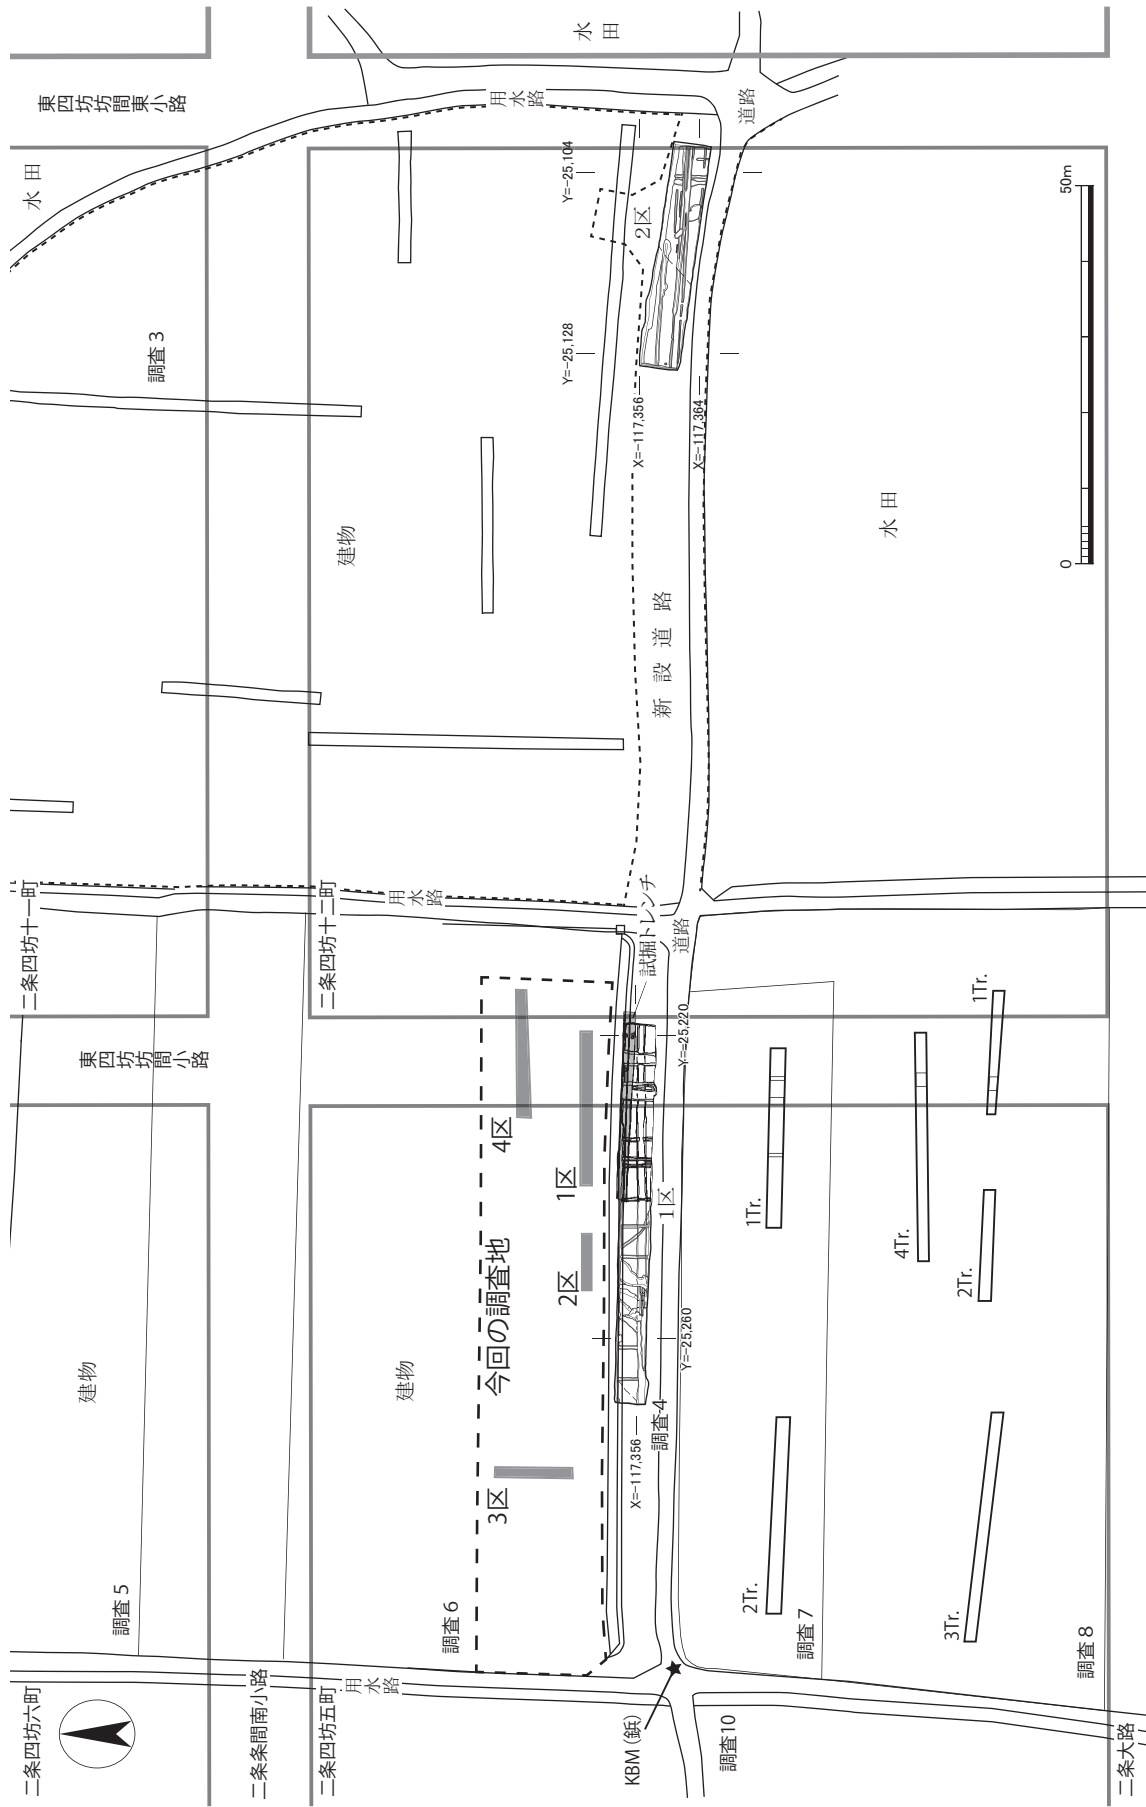 二条四坊六町
二条条間南小路
二条四坊五町
用水路
KBM (鋲)
調査10
二条大路
調査5
調査6
調査7
調査8
2Tr.
3Tr.
建物
建物
3区
今回の調査地
2区
1区
4区
X=-117,356
調査4
Y=-25,260
1区
Y=-25,220
1Tr.
4Tr.
2Tr.
1Tr.
東四坊坊間小路
二条四坊十一町
二条四坊十二町
用水路
試掘トレンチ
道路
新設道路
建物
水田
調査3
X=-117,356
X=-117,364
Y=-25,128
Y=-25,104
2区
0
50m
水田
東四坊坊間東小路
用水路
道路
水田